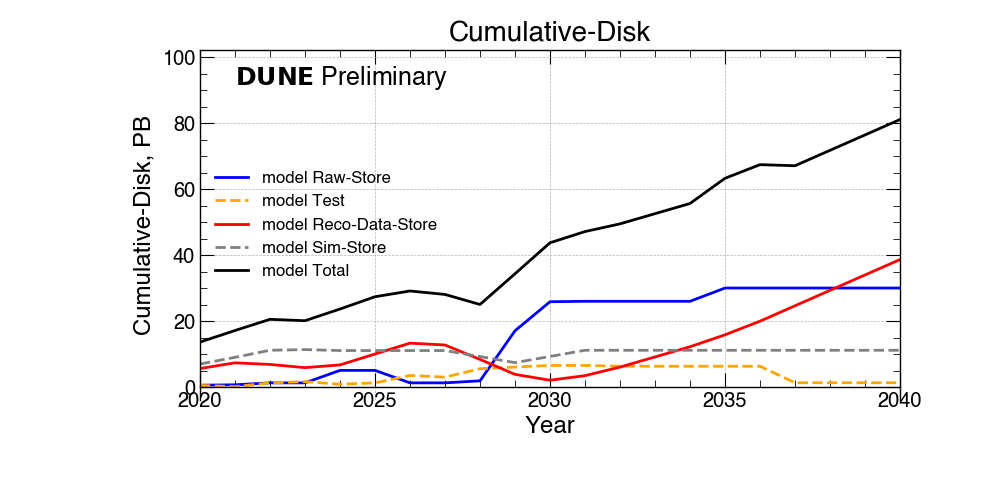 Cumulative-Disk
DUNE Preliminary
Cumulative-Disk, PB
100
80
60
40
20
0
model Raw-Store
model Test
model Reco-Data-Store
model Sim-Store
model Total
2020 2025 2030 2035 2040
Year